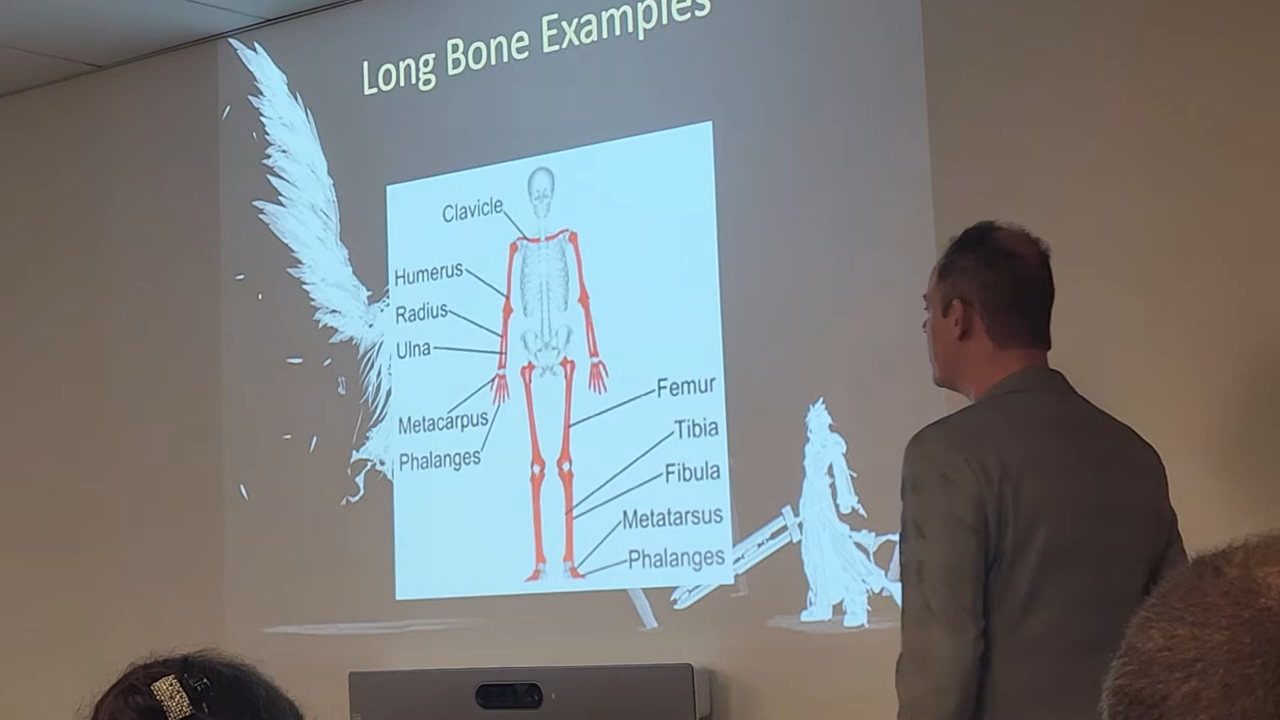 Long Bone Examples
Clavicle
Humerus
Radius
Ulna
Metacarpus
Phalanges
Femur
Tibia
Fibula
Metatarsus
Phalanges